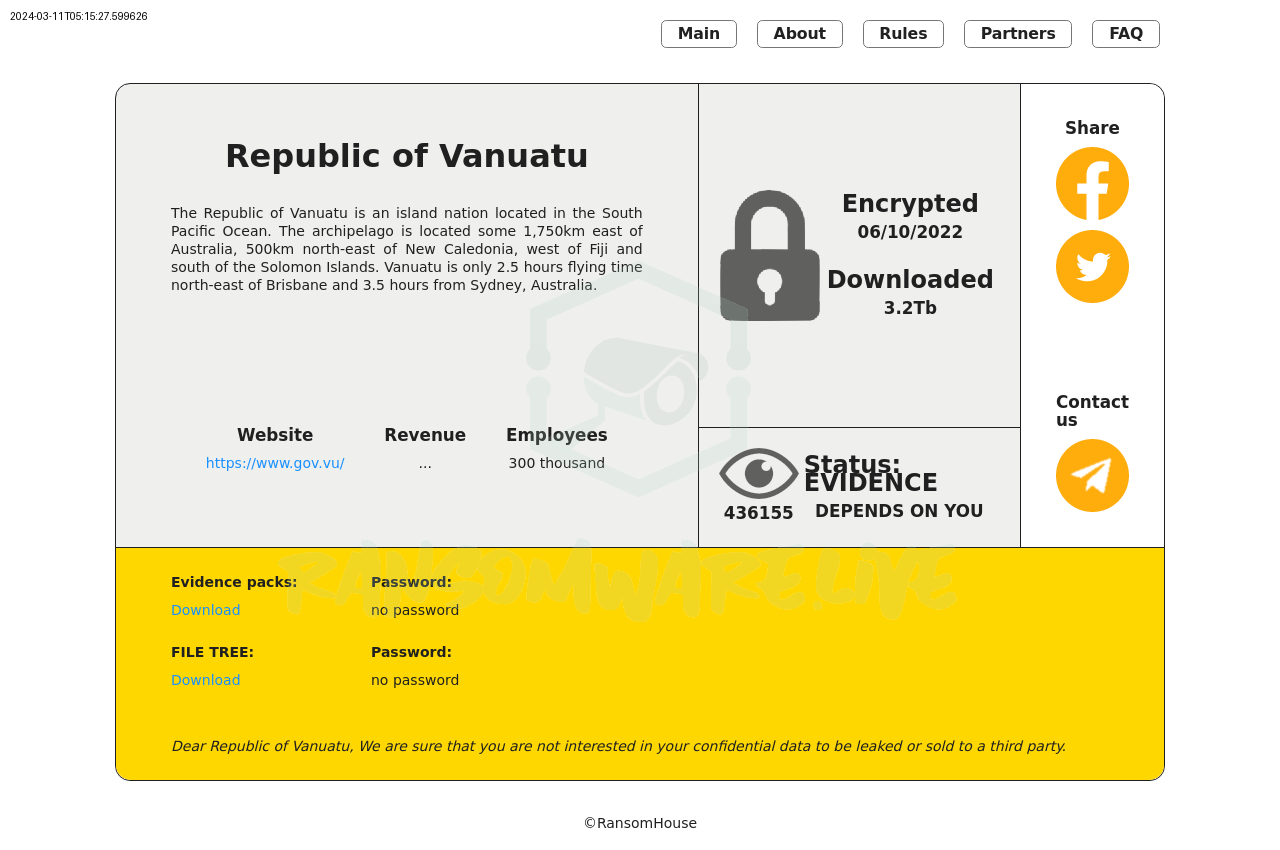 2024-03-11T05:15:27.599626
Main
About
Rules
Partners
FAQ
Republic of Vanuatu
The Republic of Vanuatu is an island nation located in the South
Pacific Ocean. The archipelago is located some 1,750km east of
Australia, 500km north-east of New Caledonia, west of Fiji and
south of the Solomon Islands. Vanuatu is only 2.5 hours flying time
north-east of Brisbane and 3.5 hours from Sydney, Australia.
Website
Revenue
Employees
https://www.gov.vu/
...
300 thousand
Encrypted
06/10/2022
Downloaded
3.2Tb
Status:
EVIDENCE
436155
DEPENDS ON YOU
Share
Contact
us
Evidence packs:
Password:
Download
no password
FILE TREE:
Password:
Download
no password
RANSOMWARE.LIVE
Dear Republic of Vanuatu, We are sure that you are not interested in your confidential data to be leaked or sold to a third party.
©RansomHouse